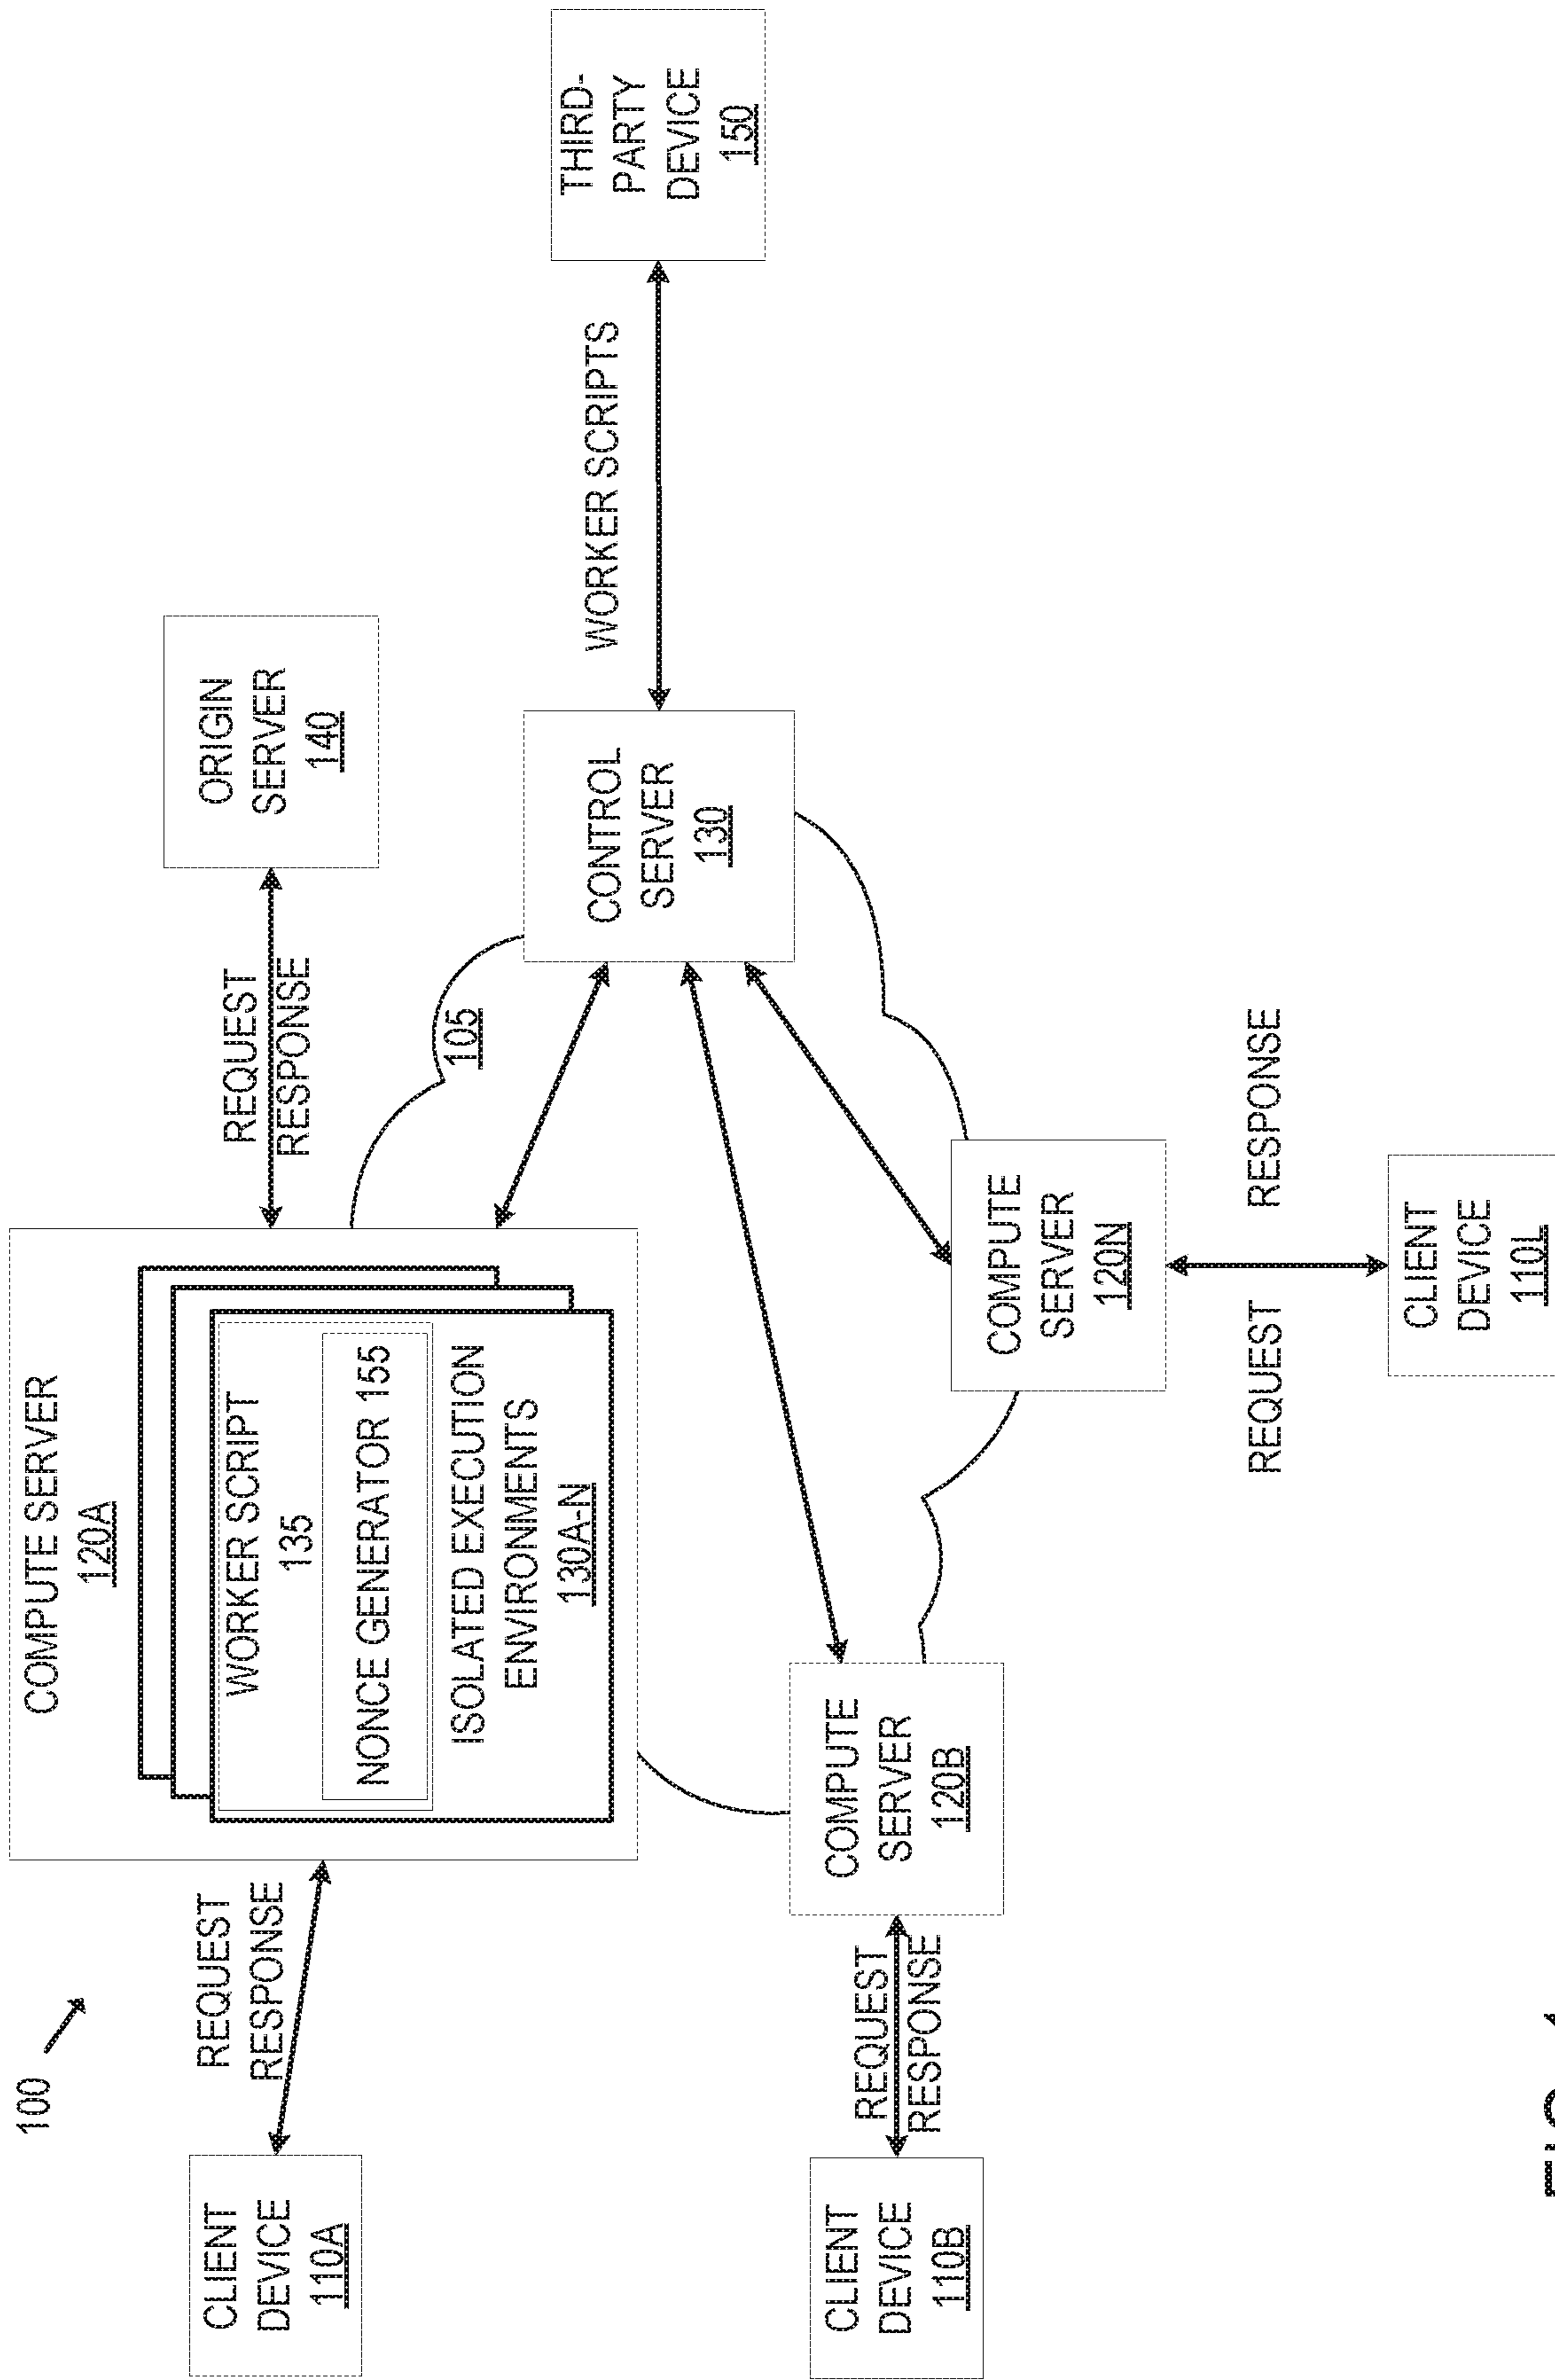 100
COMPUTE SERVER
120A
WORKER SCRIPT
135
NONCE GENERATOR 155
ISOLATED EXECUTION
ENVIRONMENTS
130A-N
REQUEST
RESPONSE
CLIENT
DEVICE
110A
REQUEST
RESPONSE
ORIGIN
SERVER
140
105
CONTROL
SERVER
130
WORKER SCRIPTS
THIRD-
PARTY
DEVICE
150
COMPUTE
SERVER
120B
REQUEST
RESPONSE
CLIENT
DEVICE
110B
COMPUTE
SERVER
120N
REQUEST
RESPONSE
CLIENT
DEVICE
110L